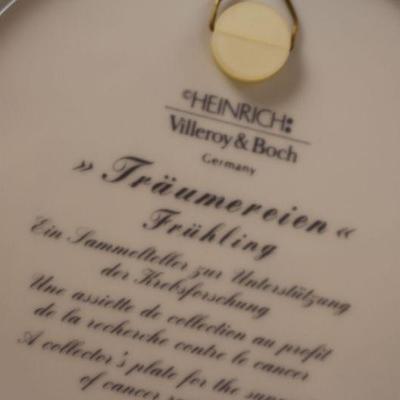 ©HEINRICH:
Villeroy & Boch
Germany
» Träumereien «
Frühling
Ein Sammelteller zur Unterstützung
der Krebsforschung
Une assiette de collection au profit
de la recherche contre le cancer
A collector's plate for the
of cancer